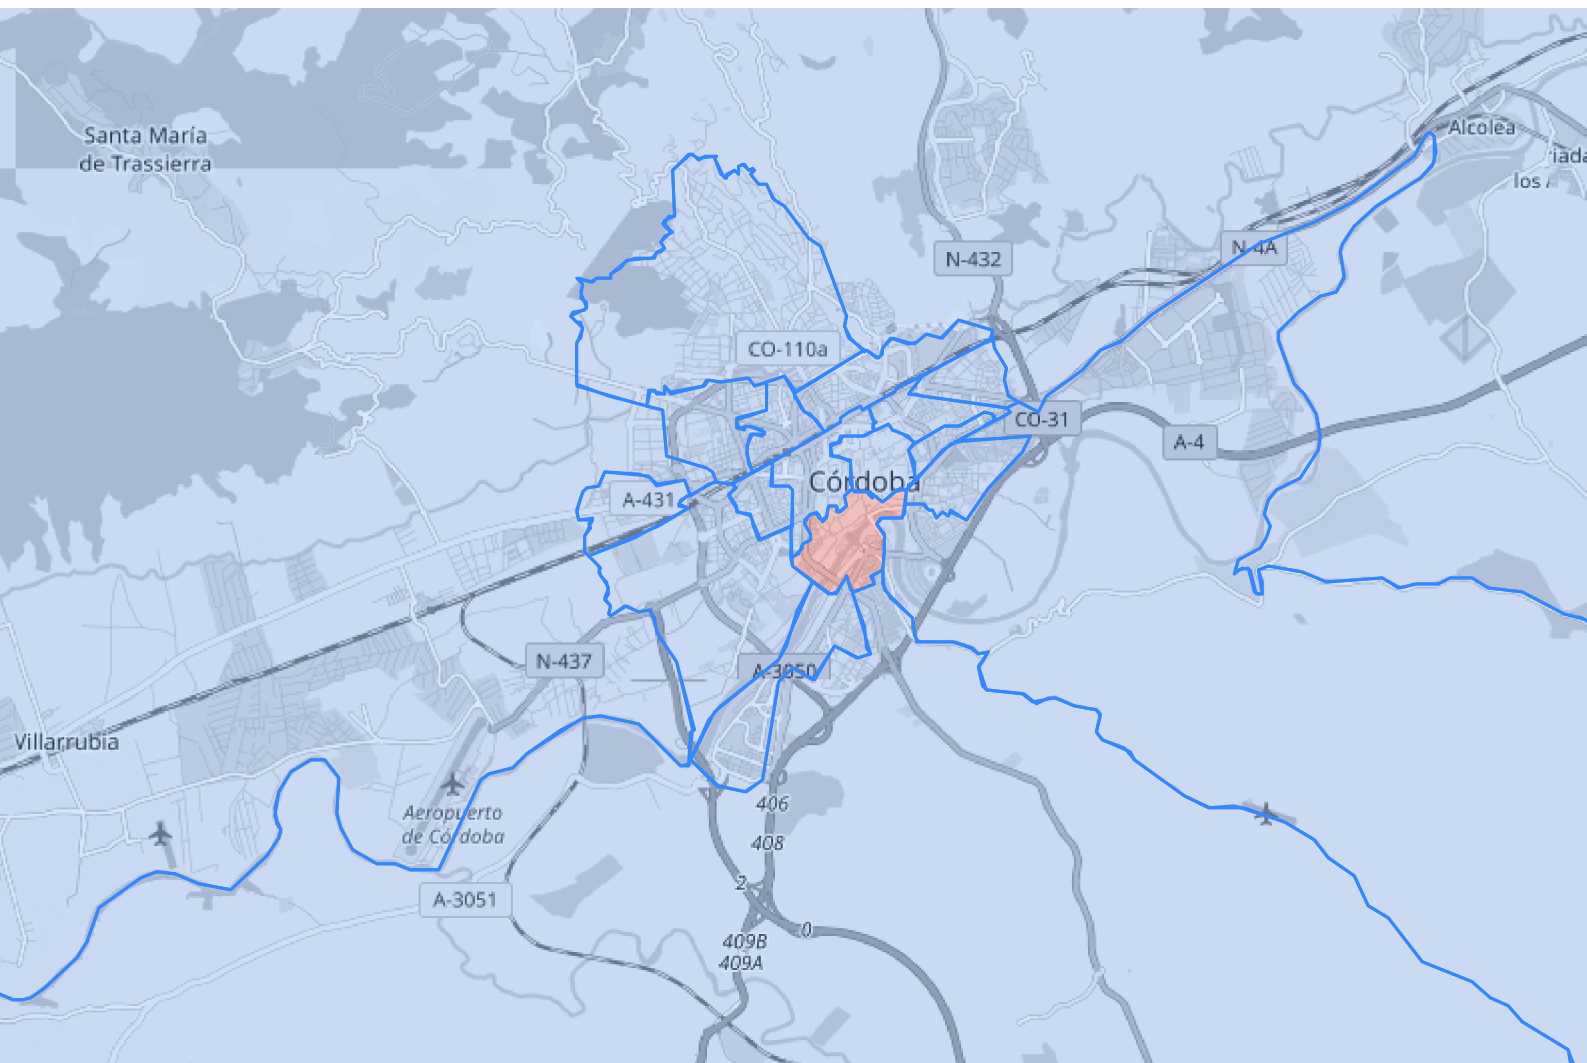 Santa María
de Trassierra
Alcolea
iada
los
N-4A
N-432
CO-110a
CO-31
A-4
Córdoba
A-431
N-437
A-3050
Villarrubia
Aeropuerto
de Córdoba
406
408
2
A-3051
0
409B
409A